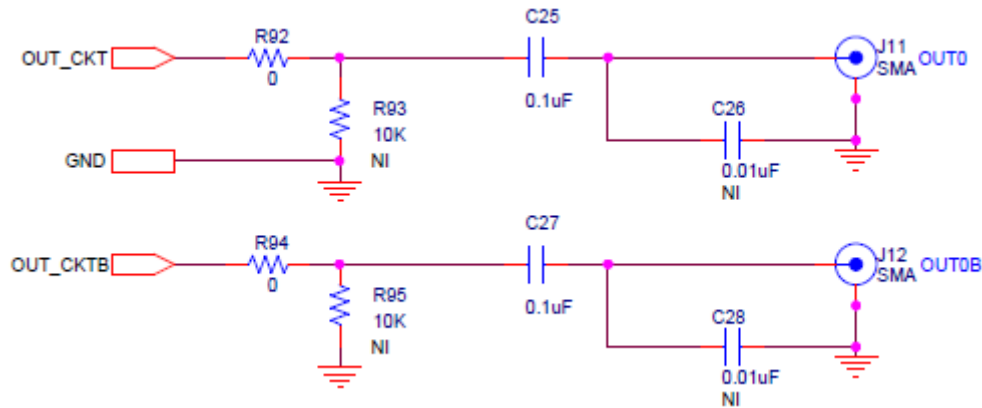 C25
R92
J11
OUT_CKT
OUT0
SMA
0
0.1uF
R93
C26
10K
GND
NI
0.01uF
NI
C27
R94
J12
OUT_CKTB
OUT0B
SMA
0
R95
0.1uF
10K
C28
NI
0.01uF
NI